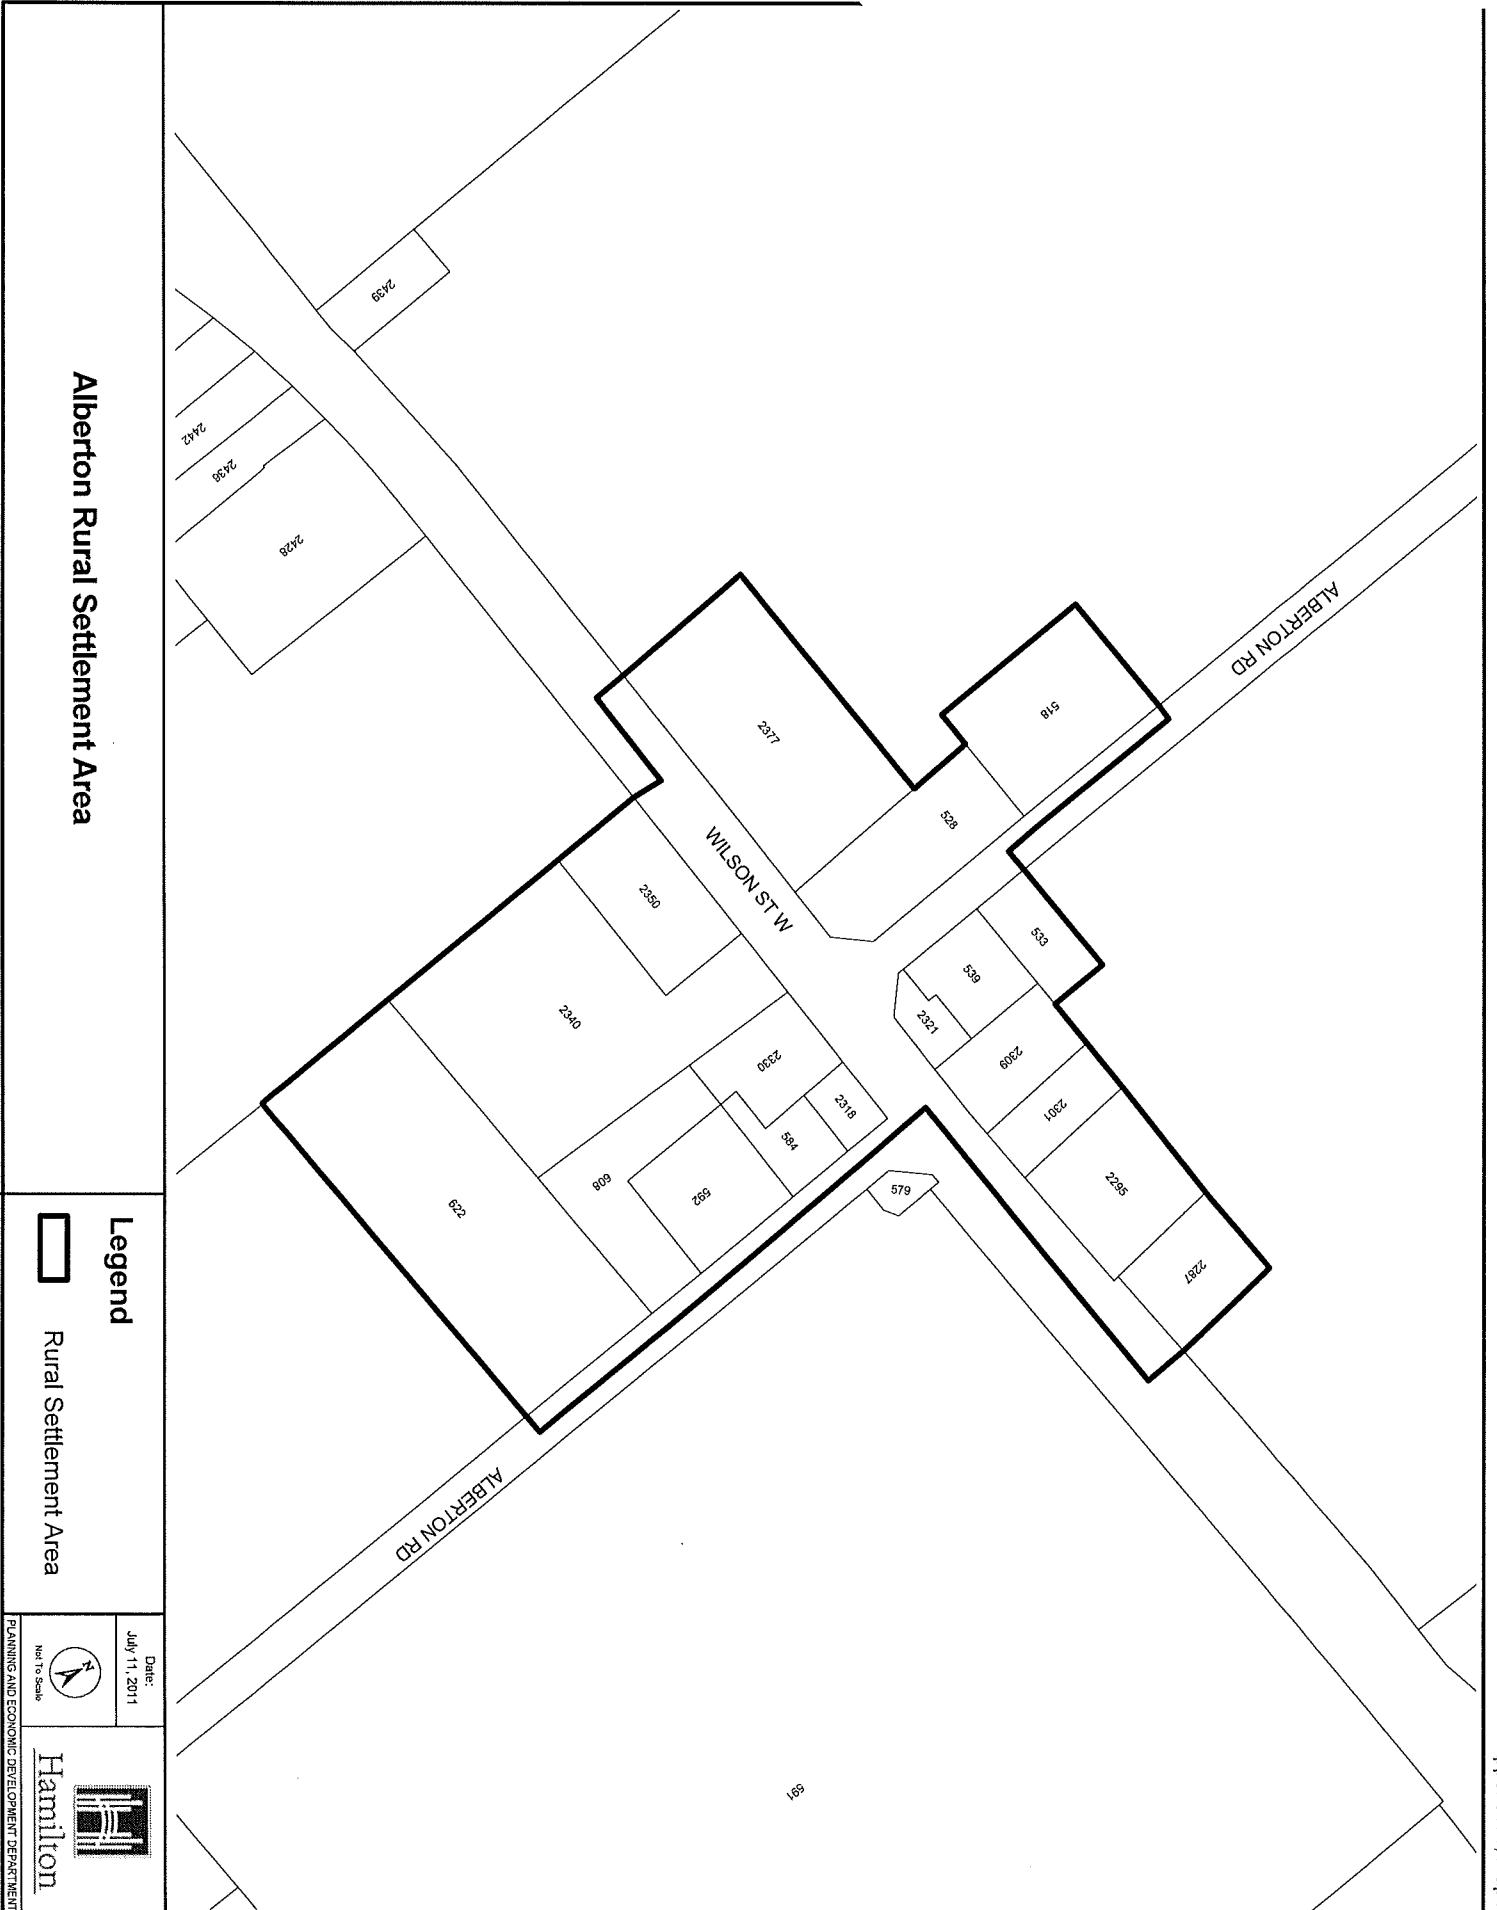 ALBERTON RD
WILSON ST W
ALBERTON RD
2439
2442
2436
2428
2377
518
528
533
539
2321
2309
2301
2295
2287
2350
2340
2330
2318
584
592
608
622
579
591
Alberton Rural Settlement Area
Legend
Rural Settlement Area
Date:
July 11, 2011
N
Not To Scale
Hamilton
PLANNING AND ECONOMIC DEVELOPMENT DEPARTMENT